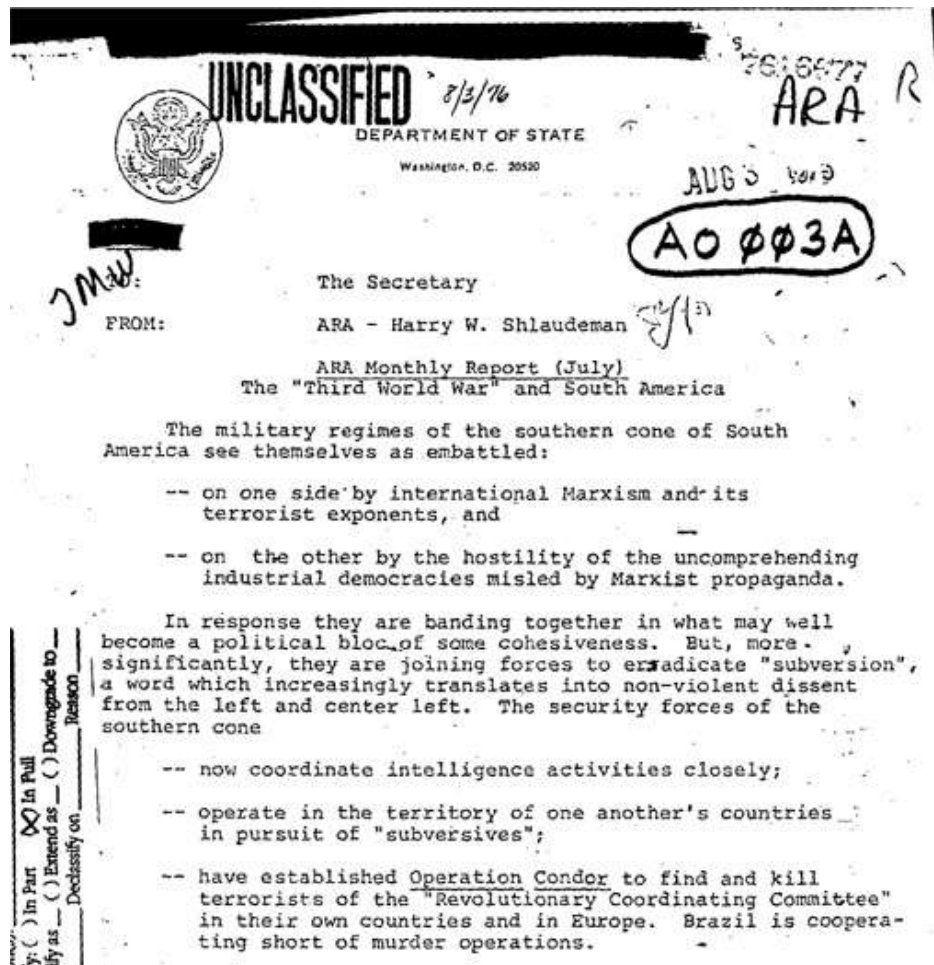 UNCLASSIFIED 8/3/76
7616677
ARA R
DEPARTMENT OF STATE
Washington, D.C. 20520
AUG 3
AO ØØ3A
JMW
The Secretary
FROM: ARA - Harry W. Shlaudeman
ARA Monthly Report (July)
The "Third World War" and South America
The military regimes of the southern cone of South
America see themselves as embattled:
-- on one side by international Marxism and its
terrorist exponents, and
-- on the other by the hostility of the uncomprehending
industrial democracies misled by Marxist propaganda.
In response they are banding together in what may well
become a political bloc of some cohesiveness. But, more
significantly, they are joining forces to eradicate "subversion",
a word which increasingly translates into non-violent dissent
from the left and center left. The security forces of the
southern cone
-- now coordinate intelligence activities closely;
-- operate in the territory of one another's countries
in pursuit of "subversives";
-- have established Operation Condor to find and kill
terrorists of the "Revolutionary Coordinating Committee"
in their own countries and in Europe. Brazil is coopera-
ting short of murder operations.
( ) In Part (X) In Full
as __ ( ) Extend as __ ( ) Downgrade to __
Declassify on ____ Reason ____